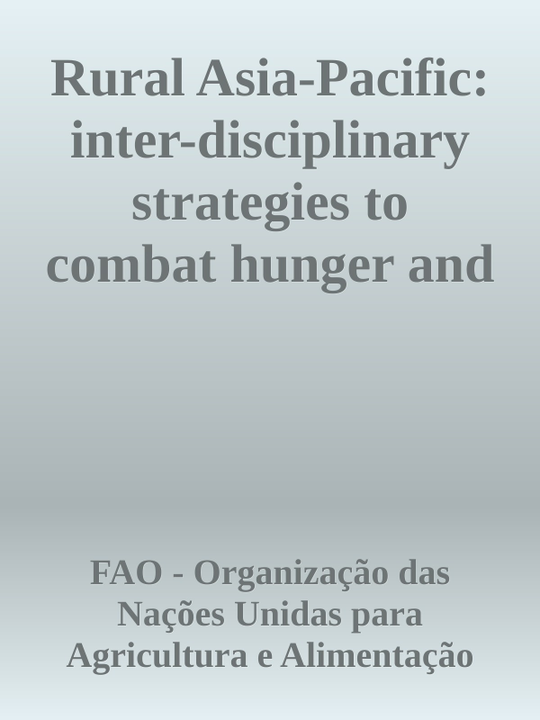 Rural Asia-Pacific:
inter-disciplinary
strategies to
combat hunger and
FAO - Organização das
Nações Unidas para
Agricultura e Alimentação